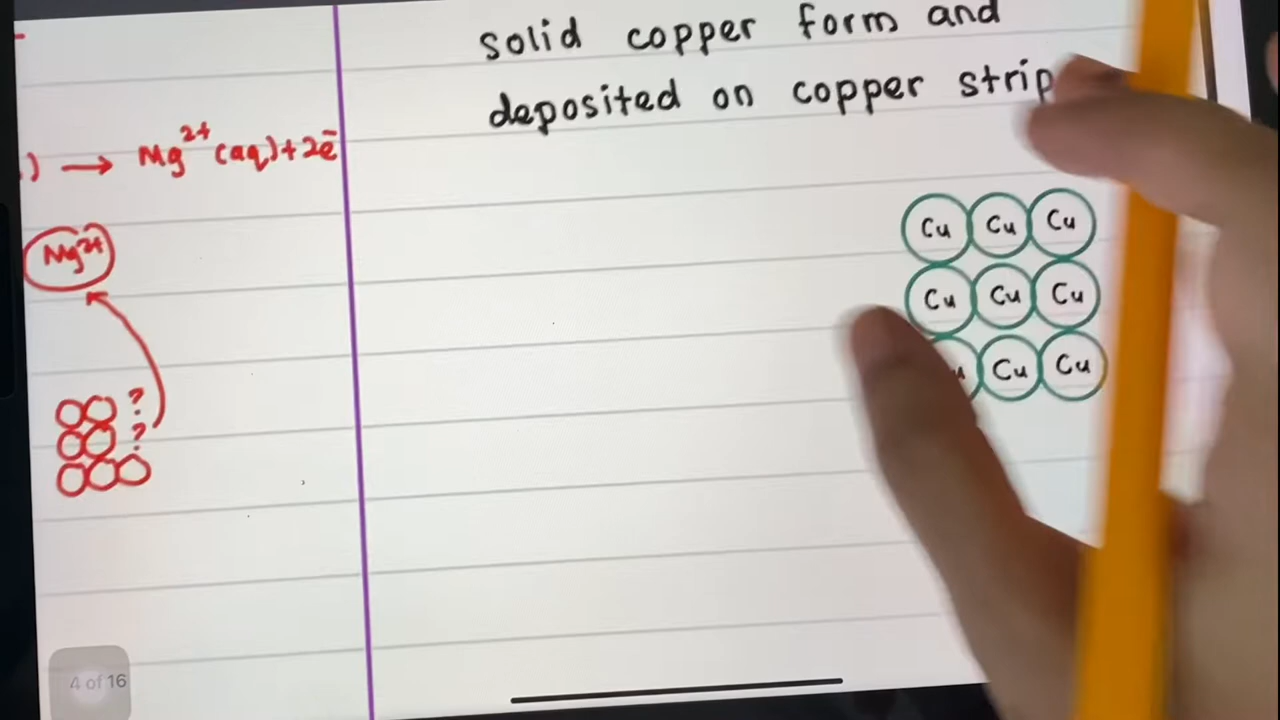 solid copper form and
deposited on copper strip
) → Mg²⁺ (aq) + 2ē
Mg²⁺
?
?
Cu Cu Cu
Cu Cu Cu
Cu Cu
4 of 16